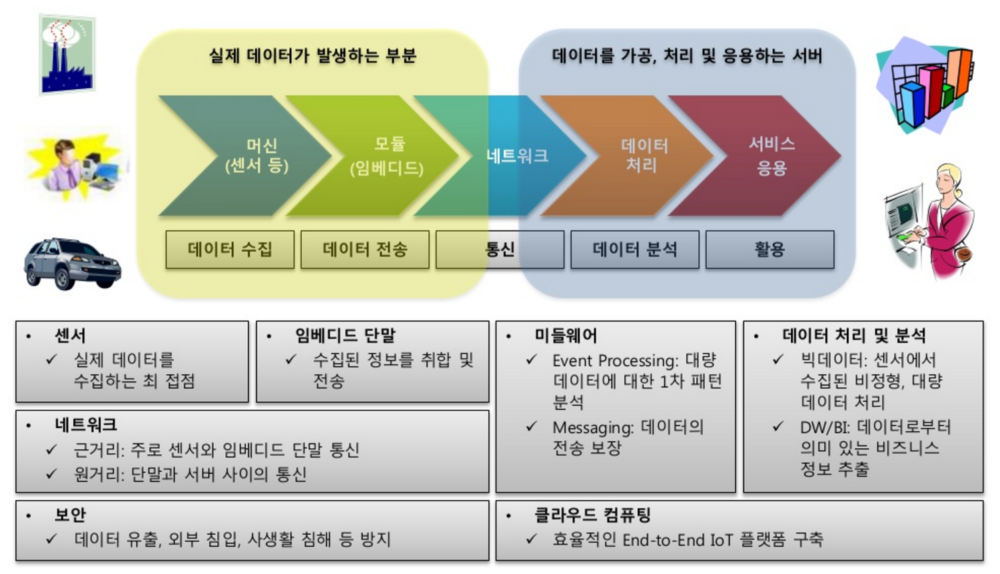 실제 데이터가 발생하는 부분
데이터를 가공, 처리 및 응용하는 서버
머신
(센서 등)
모듈
(임베디드)
네트워크
데이터
처리
서비스
응용
데이터 수집
데이터 전송
통신
데이터 분석
활용
• 센서
✓ 실제 데이터를
수집하는 최 접점
• 임베디드 단말
✓ 수집된 정보를 취합 및
전송
• 네트워크
✓ 근거리: 주로 센서와 임베디드 단말 통신
✓ 원거리: 단말과 서버 사이의 통신
• 보안
✓ 데이터 유출, 외부 침입, 사생활 침해 등 방지
• 미들웨어
✓ Event Processing: 대량
데이터에 대한 1차 패턴
분석
✓ Messaging: 데이터의
전송 보장
• 데이터 처리 및 분석
✓ 빅데이터: 센서에서
수집된 비정형, 대량
데이터 처리
✓ DW/BI: 데이터로부터
의미 있는 비즈니스
정보 추출
• 클라우드 컴퓨팅
✓ 효율적인 End-to-End IoT 플랫폼 구축